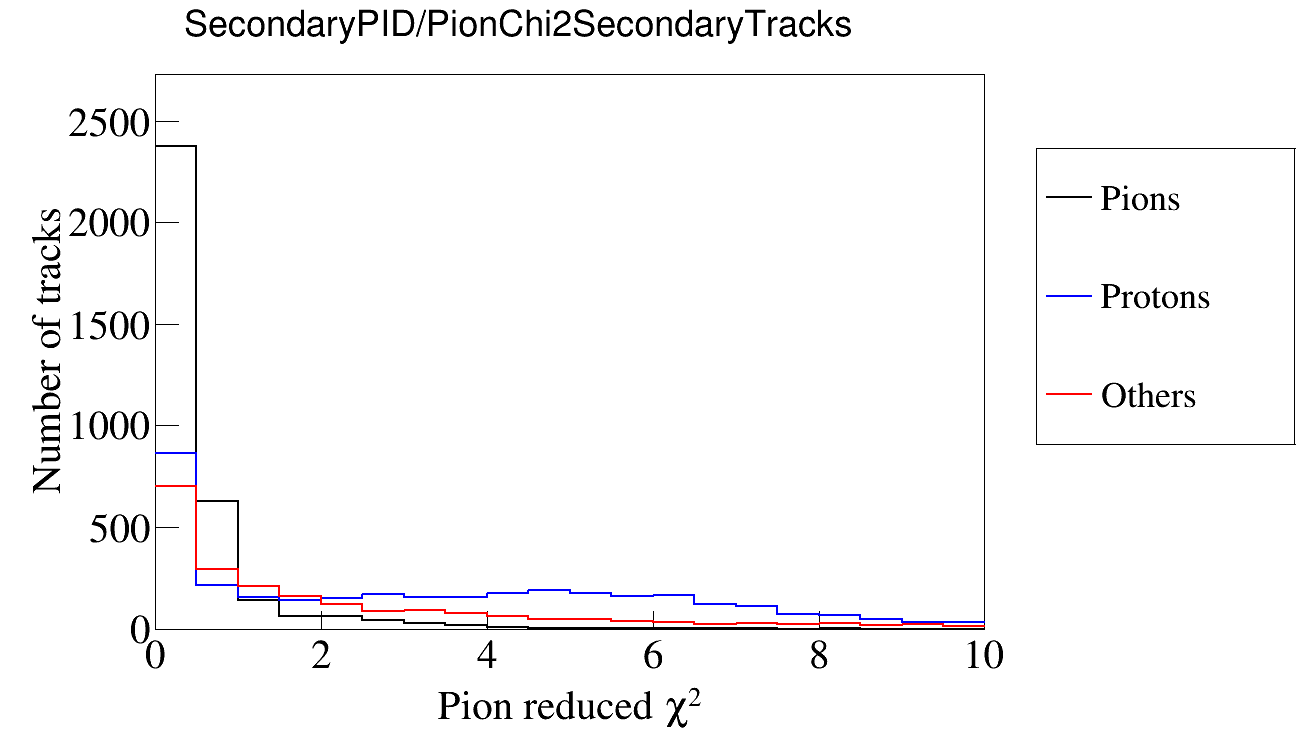 SecondaryPID/PionChi2SecondaryTracks
Number of tracks
2500
2000
1500
1000
500
0
0 2 4 6 8 10
Pion reduced χ²
Pions
Protons
Others